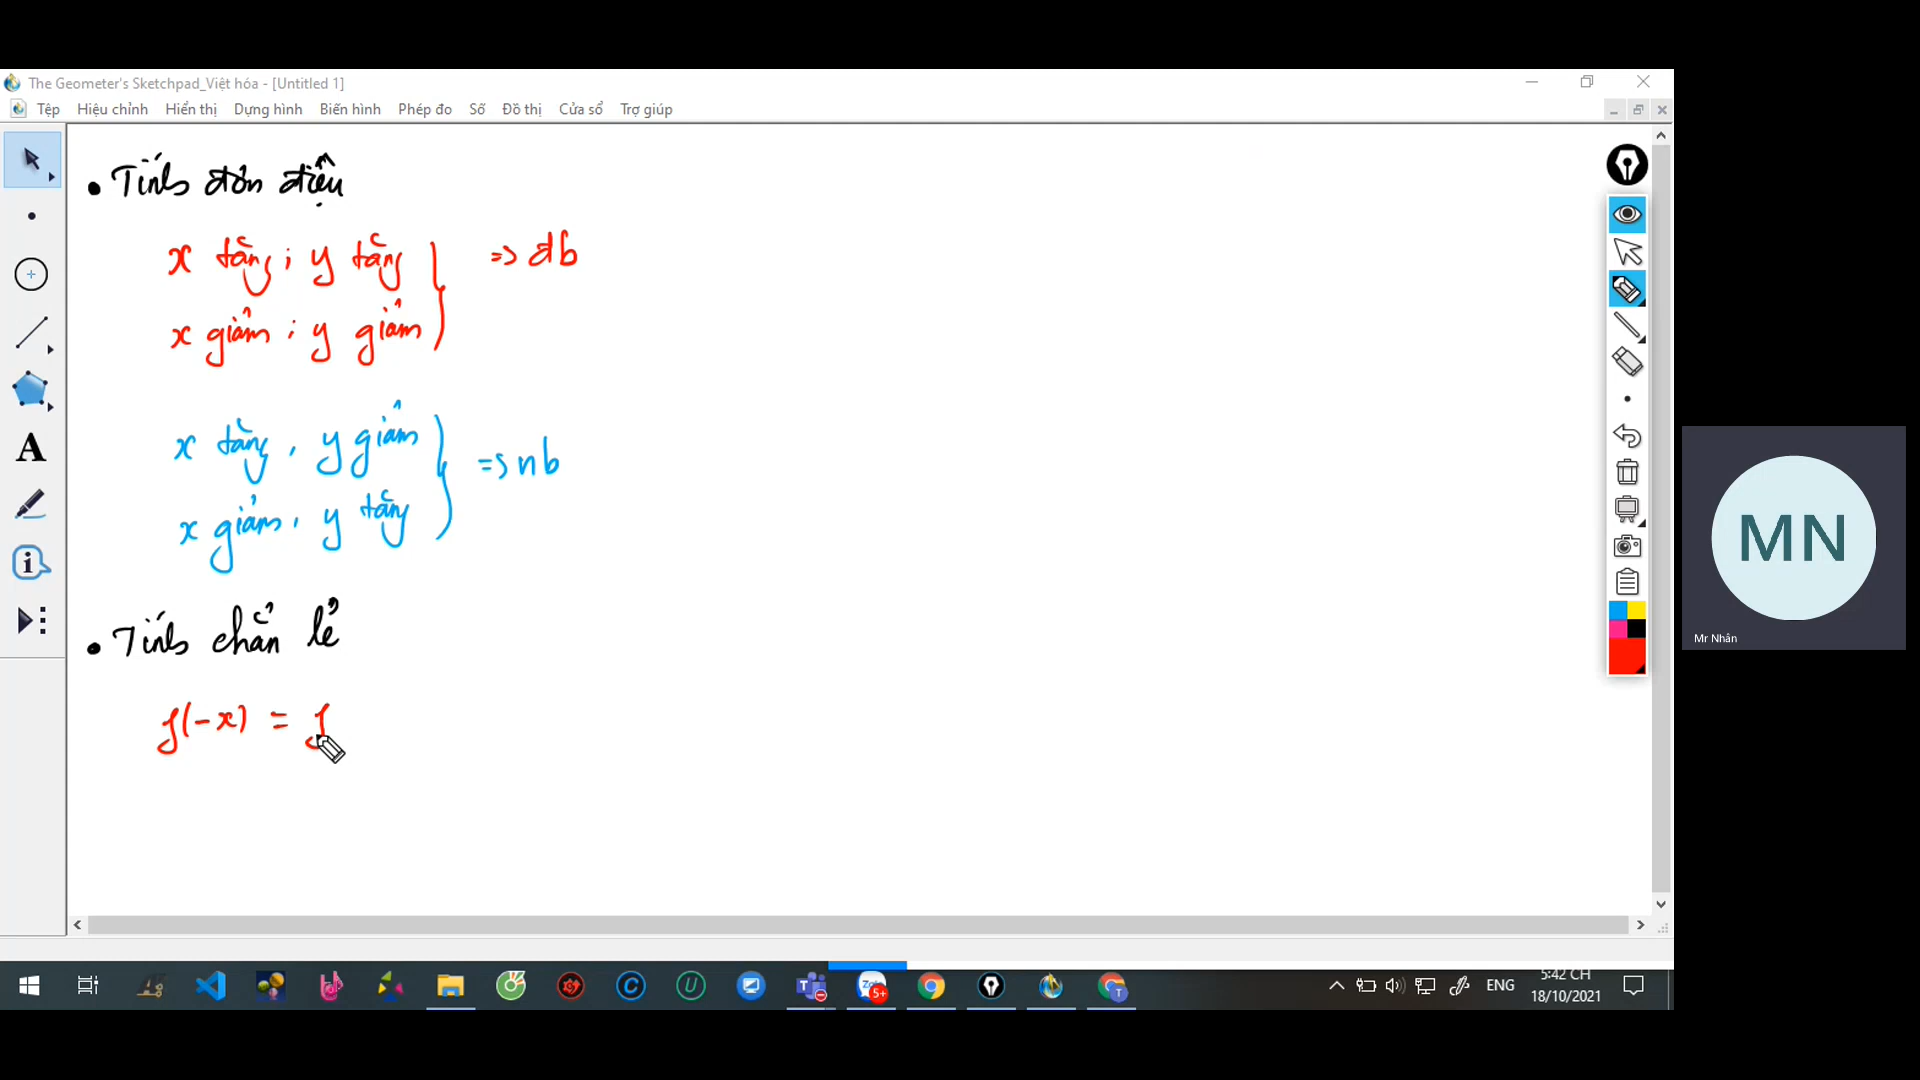 The Geometer's Sketchpad_Việt hóa - [Untitled 1]
Tệp Hiệu chỉnh Hiển thị Dựng hình Biến hình Phép đo Số Đồ thị Cửa sổ Trợ giúp
• Tính đơn điệu
x tăng ; y tăng
x giảm ; y giảm
=> đb
x tăng , y giảm
x giảm , y tăng
=> nb
• Tính chẵn lẻ
f(-x) = f
A
MN
Mr Nhân
5+
ENG
5:42 CH
18/10/2021